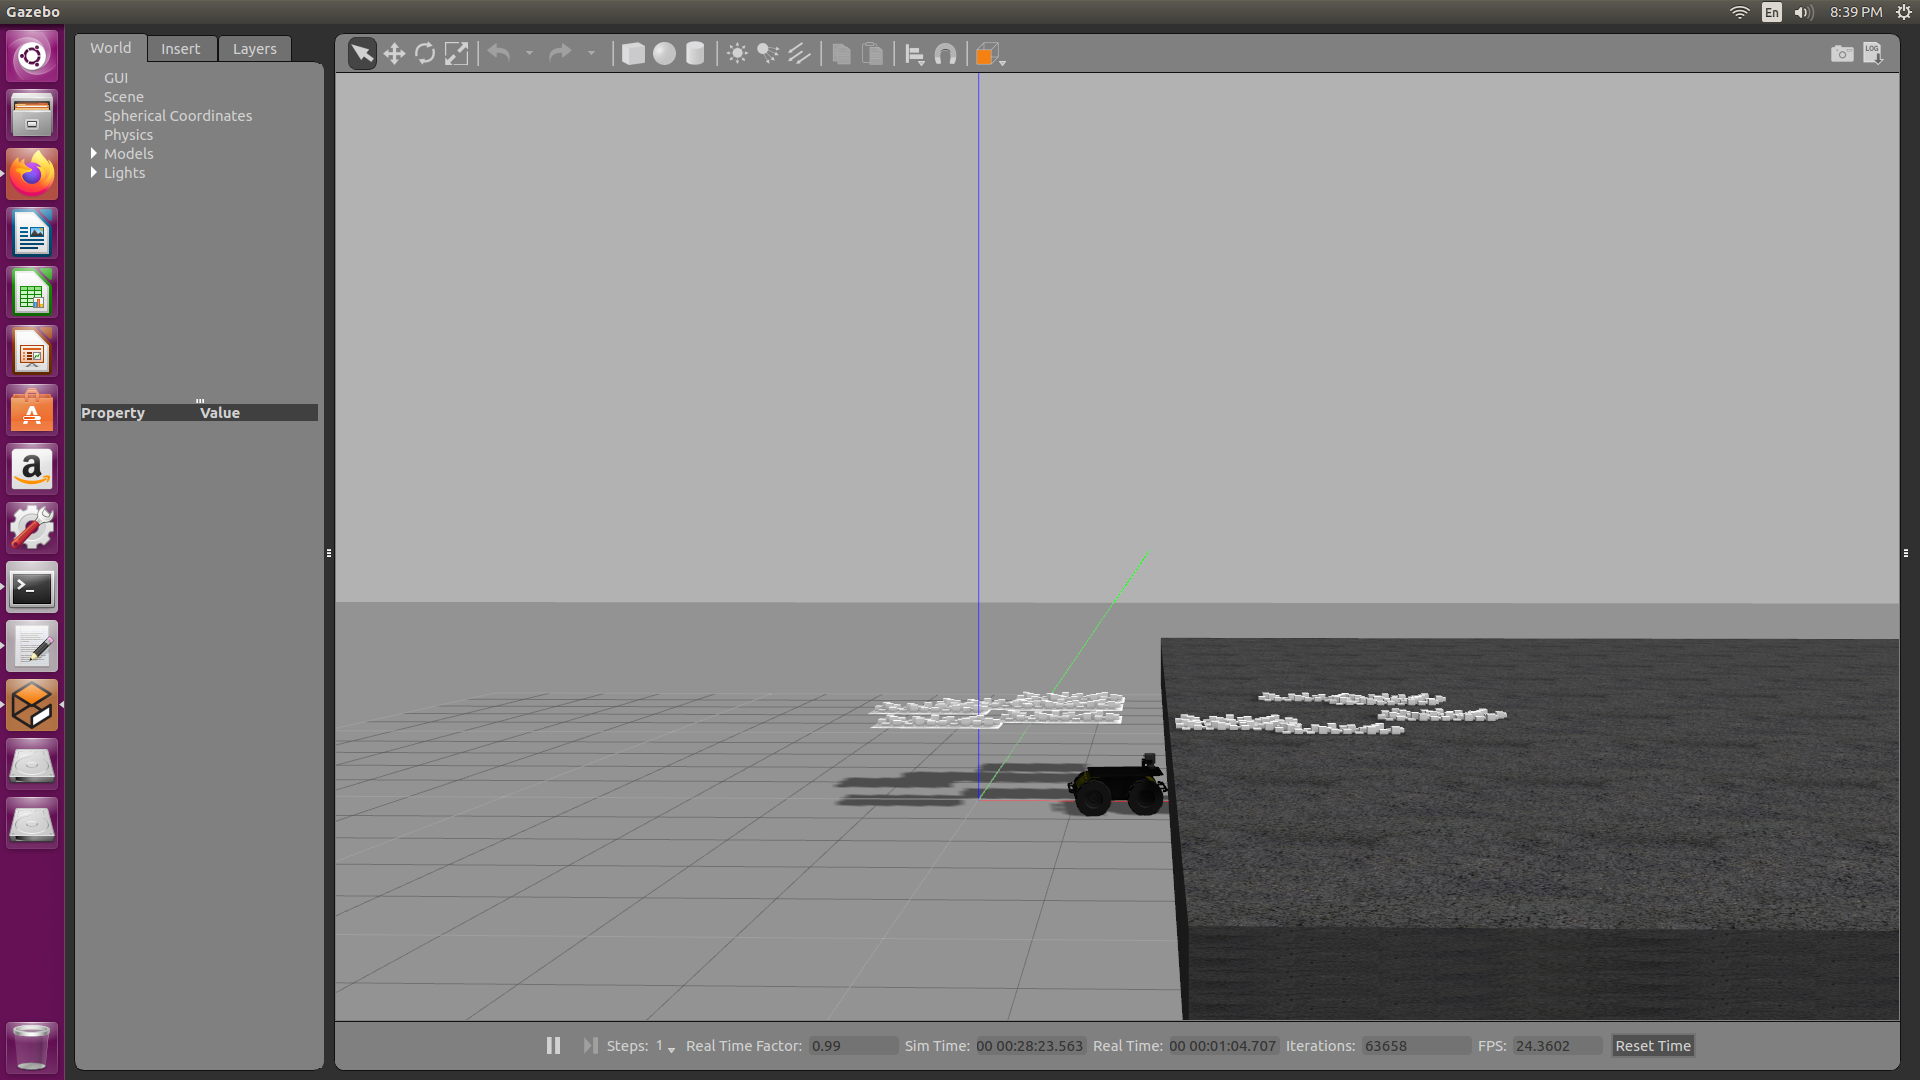 Gazebo
En
8:39 PM
World
Insert
Layers
GUI
Scene
Spherical Coordinates
Physics
Models
Lights
Property
Value
LOG
Steps: 1
Real Time Factor: 0.99
Sim Time: 00 00:28:23.563
Real Time: 00 00:01:04.707
Iterations: 63658
FPS: 24.3602
Reset Time